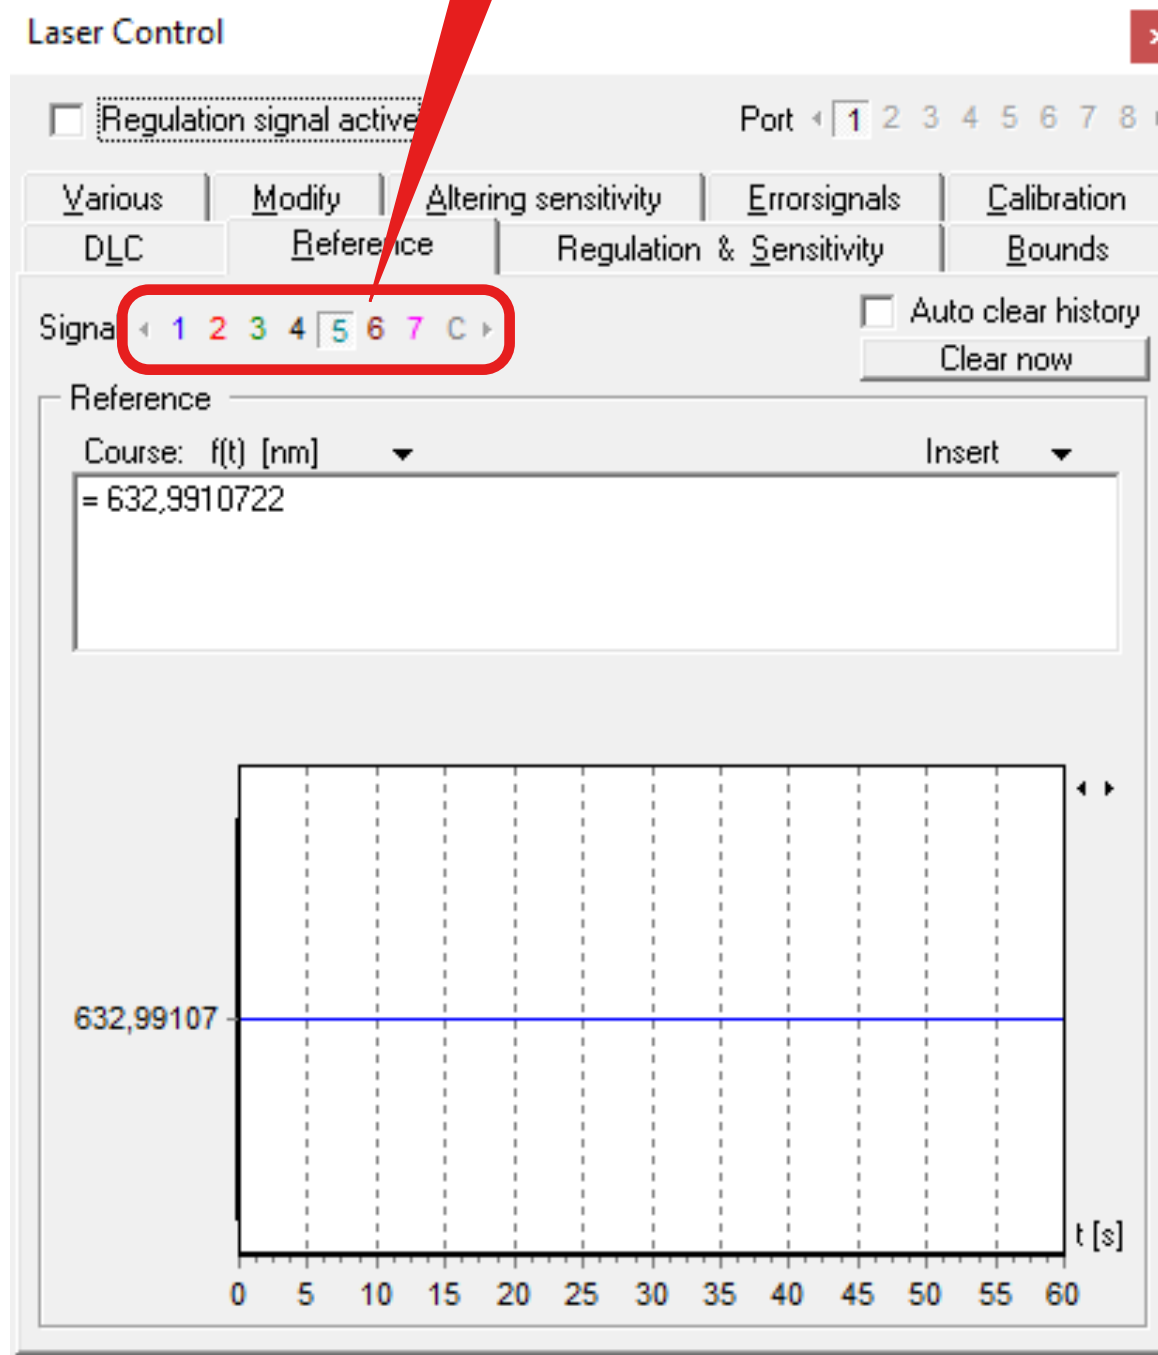 Laser Control
Regulation signal active Port 1 2 3 4 5 6 7 8
Various Modify Altering sensitivity Errorsignals Calibration
DLC Reference Regulation & Sensitivity Bounds
Signal 1 2 3 4 5 6 7 C
Auto clear history
Clear now
Reference
Course: f(t) [nm] Insert
= 632,9910722
632,99107
t [s]
0 5 10 15 20 25 30 35 40 45 50 55 60